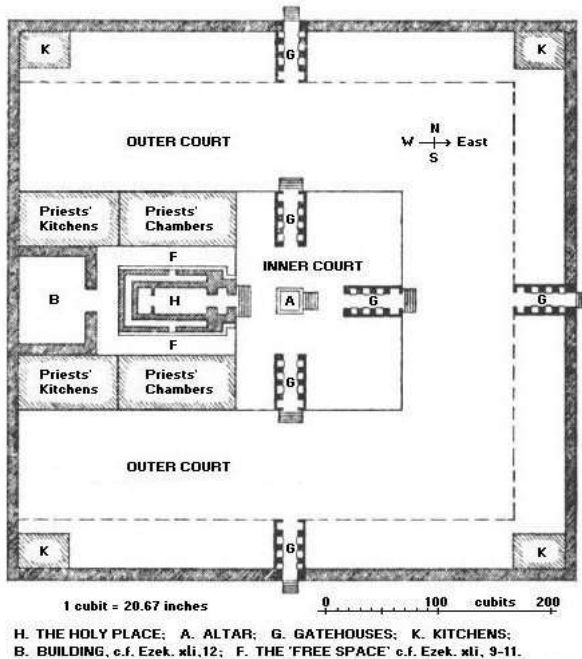 K G K
OUTER COURT
N
W East
S
Priests' Priests'
Kitchens Chambers
G
F
INNER COURT
B H A G G
F
Priests' Priests'
Kitchens Chambers
G
OUTER COURT
K G K
1 cubit = 20.67 inches
0 100 cubits 200
H. THE HOLY PLACE; A. ALTAR; G. GATEHOUSES; K. KITCHENS;
B. BUILDING, c.f. Ezek. xli,12; F. THE 'FREE SPACE' c.f. Ezek. xli, 9-11.